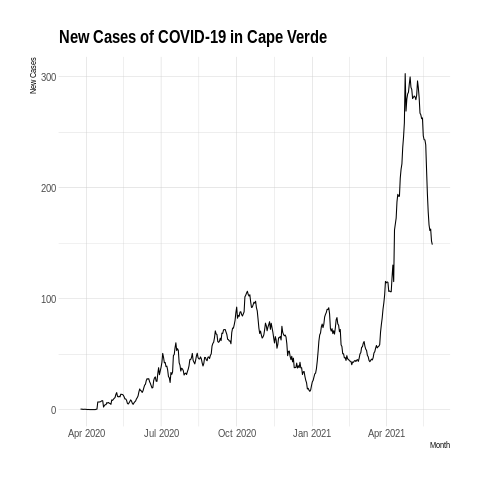 New Cases of COVID-19 in Cape Verde
New Cases
300
200
100
0
Apr 2020 Jul 2020 Oct 2020 Jan 2021 Apr 2021
Month